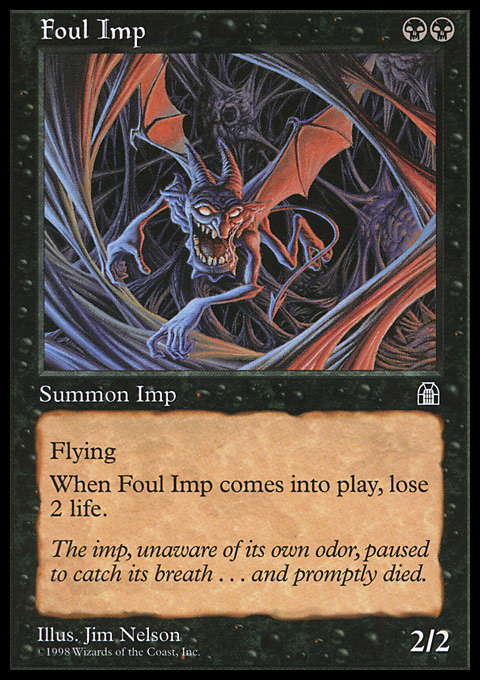 Foul Imp
Summon Imp
Flying
When Foul Imp comes into play, lose
2 life.
The imp, unaware of its own odor, paused
to catch its breath . . . and promptly died.
Illus. Jim Nelson
©1998 Wizards of the Coast, Inc.
2/2